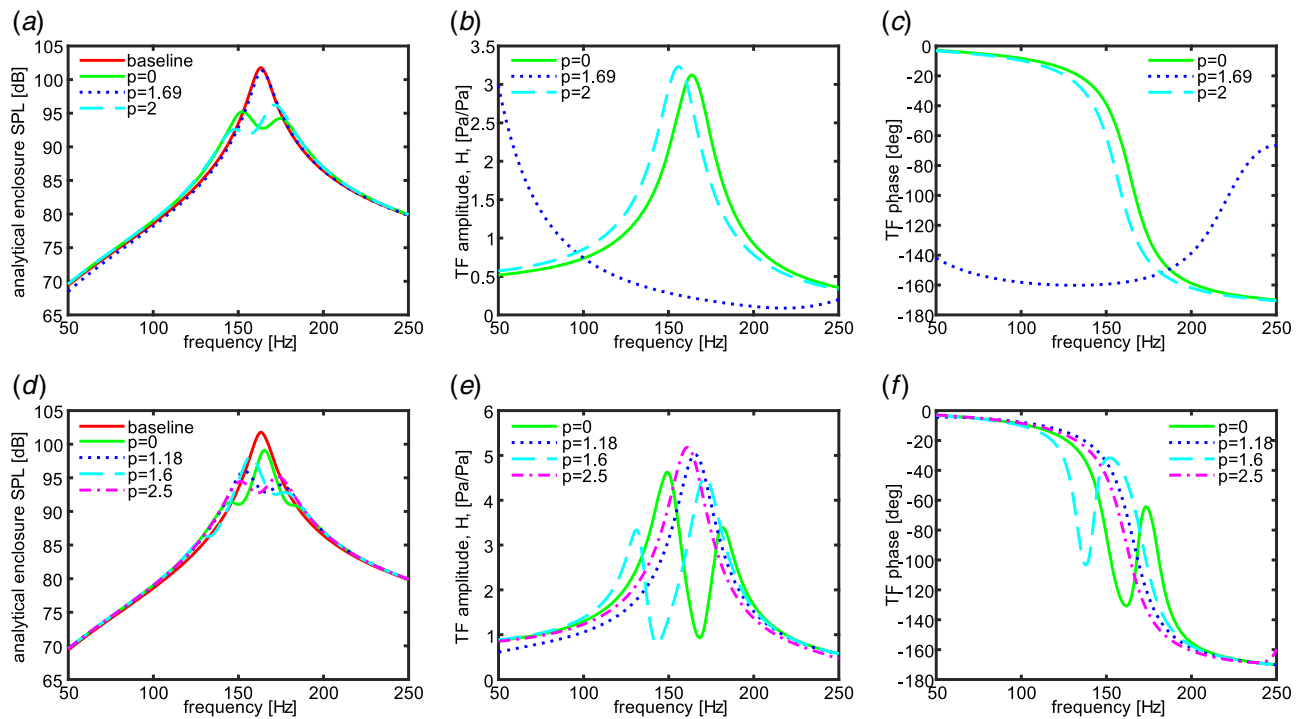 (a)
analytical enclosure SPL [dB]
105
100
95
90
85
80
75
70
65
baseline
p=0
p=1.69
p=2
50
100
150
200
250
frequency [Hz]
(b)
TF amplitude, H, [Pa/Pa]
3.5
3
2.5
2
1.5
1
0.5
0
p=0
p=1.69
p=2
50
100
150
200
250
frequency [Hz]
(c)
TF phase [deg]
0
-20
-40
-60
-80
-100
-120
-140
-160
-180
p=0
p=1.69
p=2
50
100
150
200
250
frequency [Hz]
(d)
analytical enclosure SPL [dB]
105
100
95
90
85
80
75
70
65
baseline
p=0
p=1.18
p=1.6
p=2.5
50
100
150
200
250
frequency [Hz]
(e)
TF amplitude, H, [Pa/Pa]
6
5
4
3
2
1
0
p=0
p=1.18
p=1.6
p=2.5
50
100
150
200
250
frequency [Hz]
(f)
TF phase [deg]
0
-20
-40
-60
-80
-100
-120
-140
-160
-180
p=0
p=1.18
p=1.6
p=2.5
50
100
150
200
250
frequency [Hz]